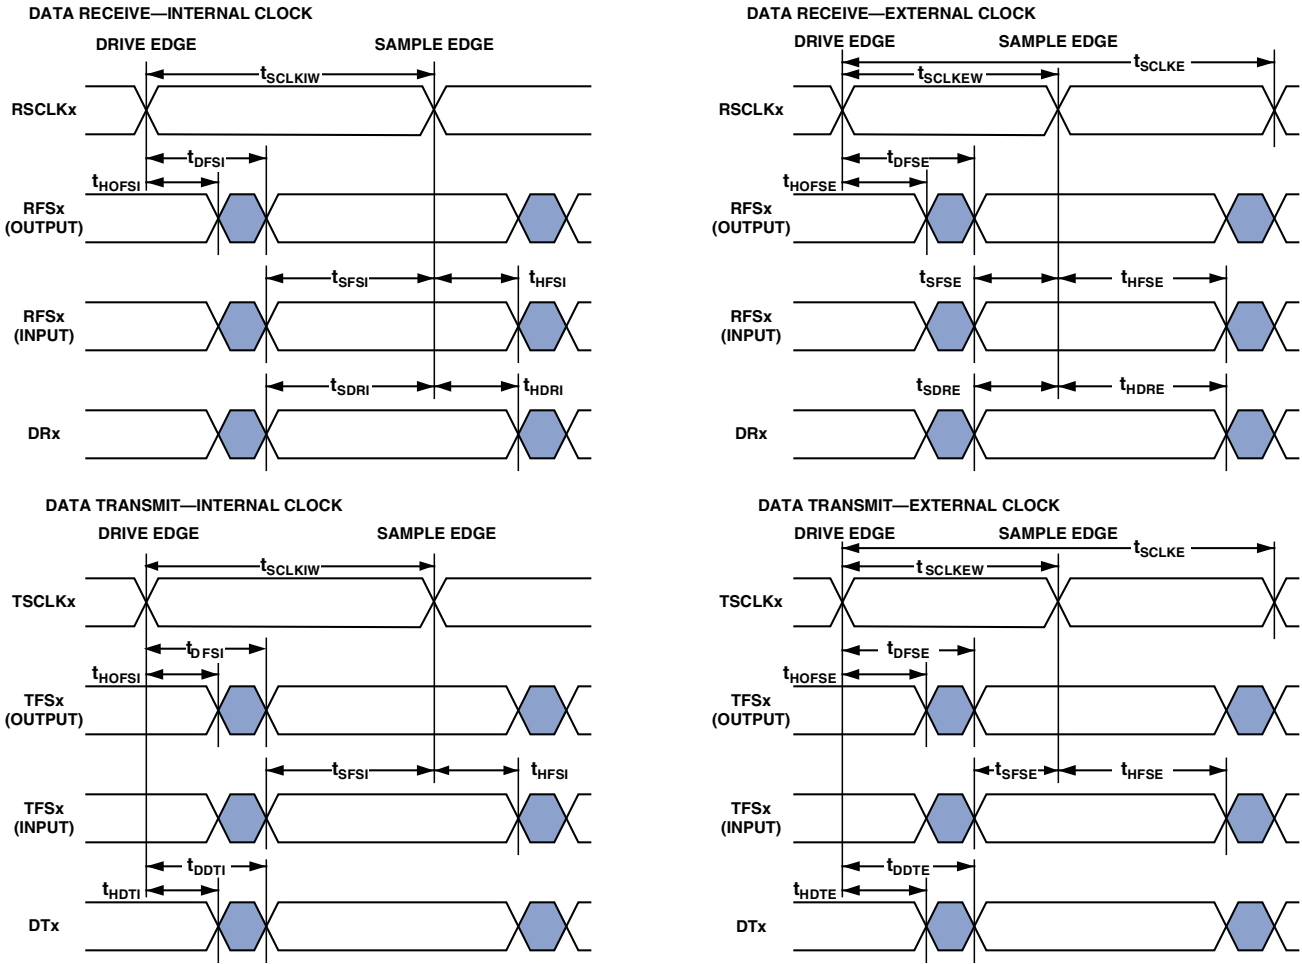 DATA RECEIVE—INTERNAL CLOCK
DRIVE EDGE
SAMPLE EDGE
tSCLKIW
RSCLKx
tDFSI
tHOFSI
RFSx
(OUTPUT)
tSFSI
tHFSI
RFSx
(INPUT)
tSDRI
tHDRI
DRx
DATA RECEIVE—EXTERNAL CLOCK
DRIVE EDGE
SAMPLE EDGE
tSCLKE
tSCLKEW
RSCLKx
tDFSE
tHOFSE
RFSx
(OUTPUT)
tSFSE
tHFSE
RFSx
(INPUT)
tSDRE
tHDRE
DRx
DATA TRANSMIT—INTERNAL CLOCK
DRIVE EDGE
SAMPLE EDGE
tSCLKIW
TSCLKx
tDFSI
tHOFSI
TFSx
(OUTPUT)
tSFSI
tHFSI
TFSx
(INPUT)
tDDTI
tHDTI
DTx
DATA TRANSMIT—EXTERNAL CLOCK
DRIVE EDGE
SAMPLE EDGE
tSCLKE
tSCLKEW
TSCLKx
tDFSE
tHOFSE
TFSx
(OUTPUT)
tSFSE
tHFSE
TFSx
(INPUT)
tDDTE
tHDTE
DTx